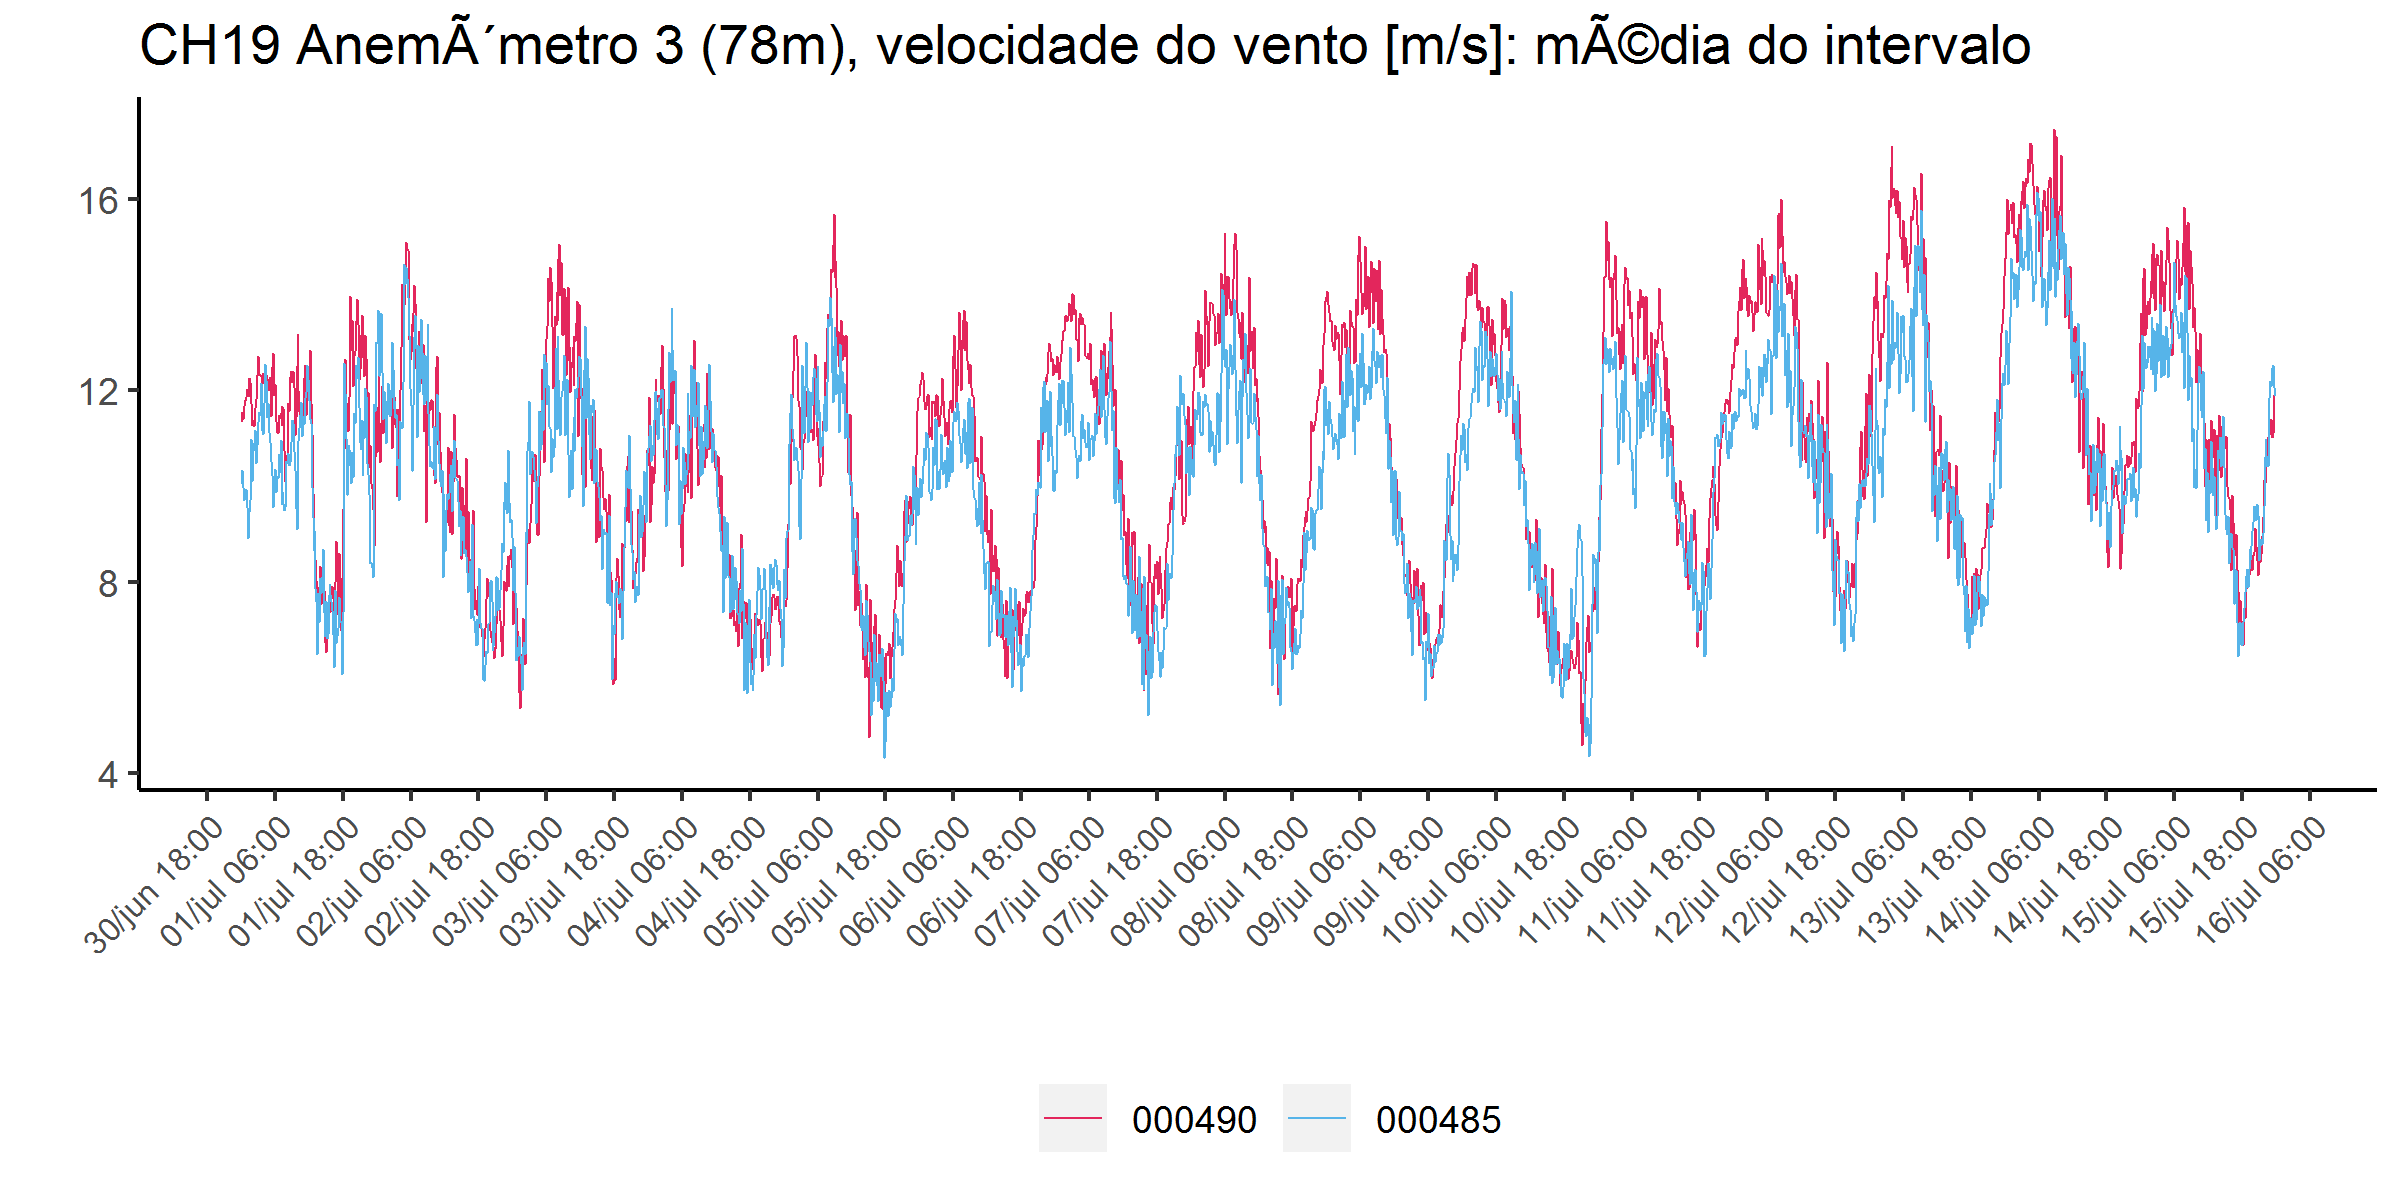 CH19 AnemÃ´metro 3 (78m), velocidade do vento [m/s]: mÃ©dia do intervalo
16
12
8
4
30/jun 18:00
01/jul 06:00
01/jul 18:00
02/jul 06:00
02/jul 18:00
03/jul 06:00
03/jul 18:00
04/jul 06:00
04/jul 18:00
05/jul 06:00
05/jul 18:00
06/jul 06:00
06/jul 18:00
07/jul 06:00
07/jul 18:00
08/jul 06:00
08/jul 18:00
09/jul 06:00
09/jul 18:00
10/jul 06:00
10/jul 18:00
11/jul 06:00
11/jul 18:00
12/jul 06:00
12/jul 18:00
13/jul 06:00
13/jul 18:00
14/jul 06:00
14/jul 18:00
15/jul 06:00
15/jul 18:00
16/jul 06:00
000490
000485